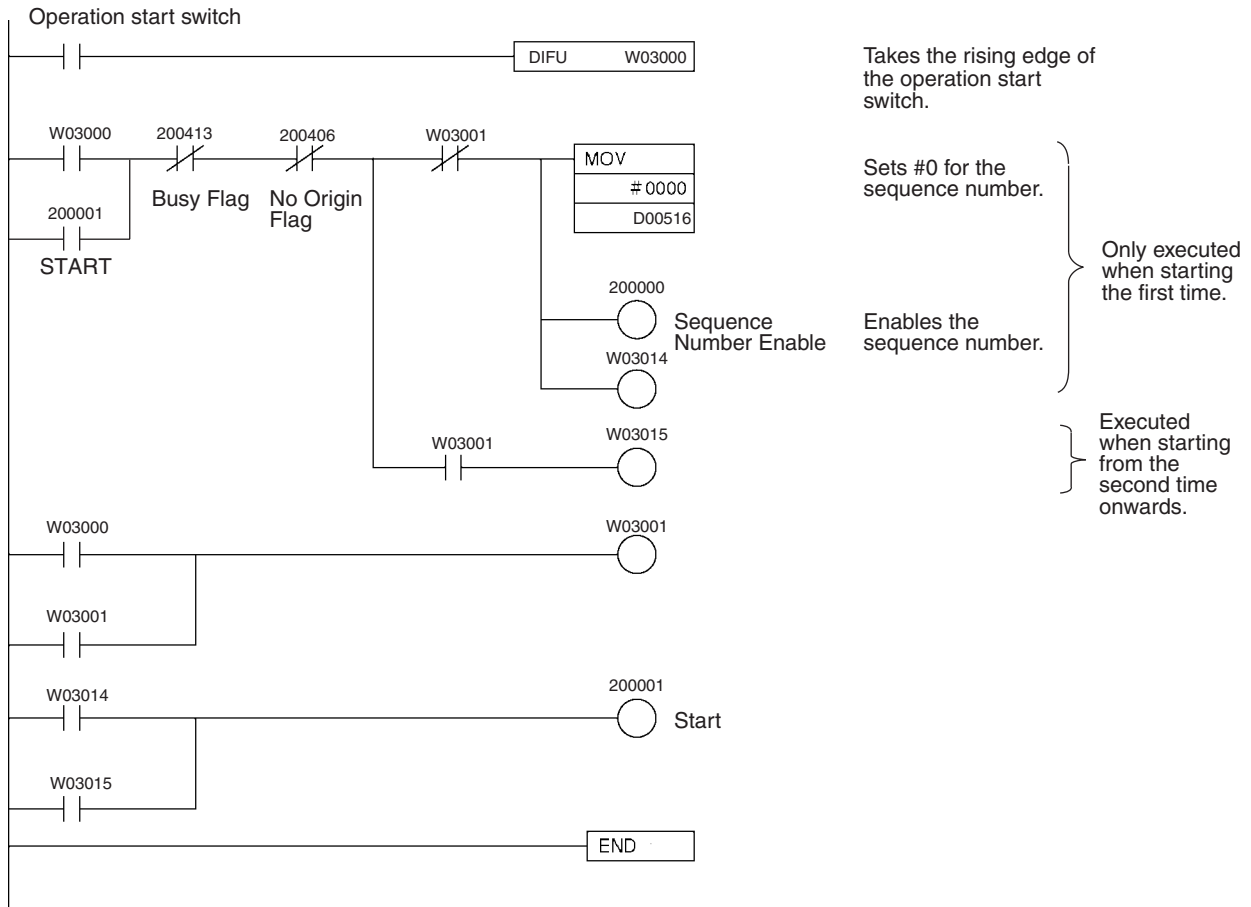 Operation start switch
DIFU W03000
Takes the rising edge of
the operation start
switch.
W03000 200413 200406 W03001
MOV
#0000
D00516
Busy Flag No Origin
Flag
Sets #0 for the
sequence number.
200001
START
Only executed
when starting
the first time.
200000
Sequence
Number Enable
Enables the
sequence number.
W03014
W03001 W03015
Executed
when starting
from the
second time
onwards.
W03000 W03001
W03001
W03014 200001
Start
W03015
END